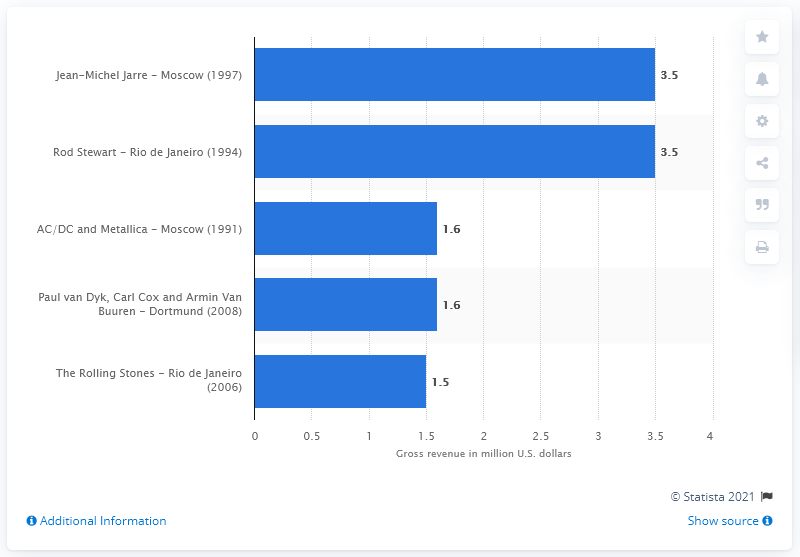 Jean-Michel Jarre – Moscow (1997)
3.5
Rod Stewart – Rio de Janeiro (1994)
3.5
AC/DC and Metallica – Moscow (1991)
1.6
Paul van Dyk, Carl Cox and Armin Van
Buuren – Dortmund (2008)
1.6
The Rolling Stones – Rio de Janeiro
(2006)
1.5
0 0.5 1 1.5 2 2.5 3 3.5 4
Gross revenue in million U.S. dollars
© Statista 2021
Additional Information
Show source